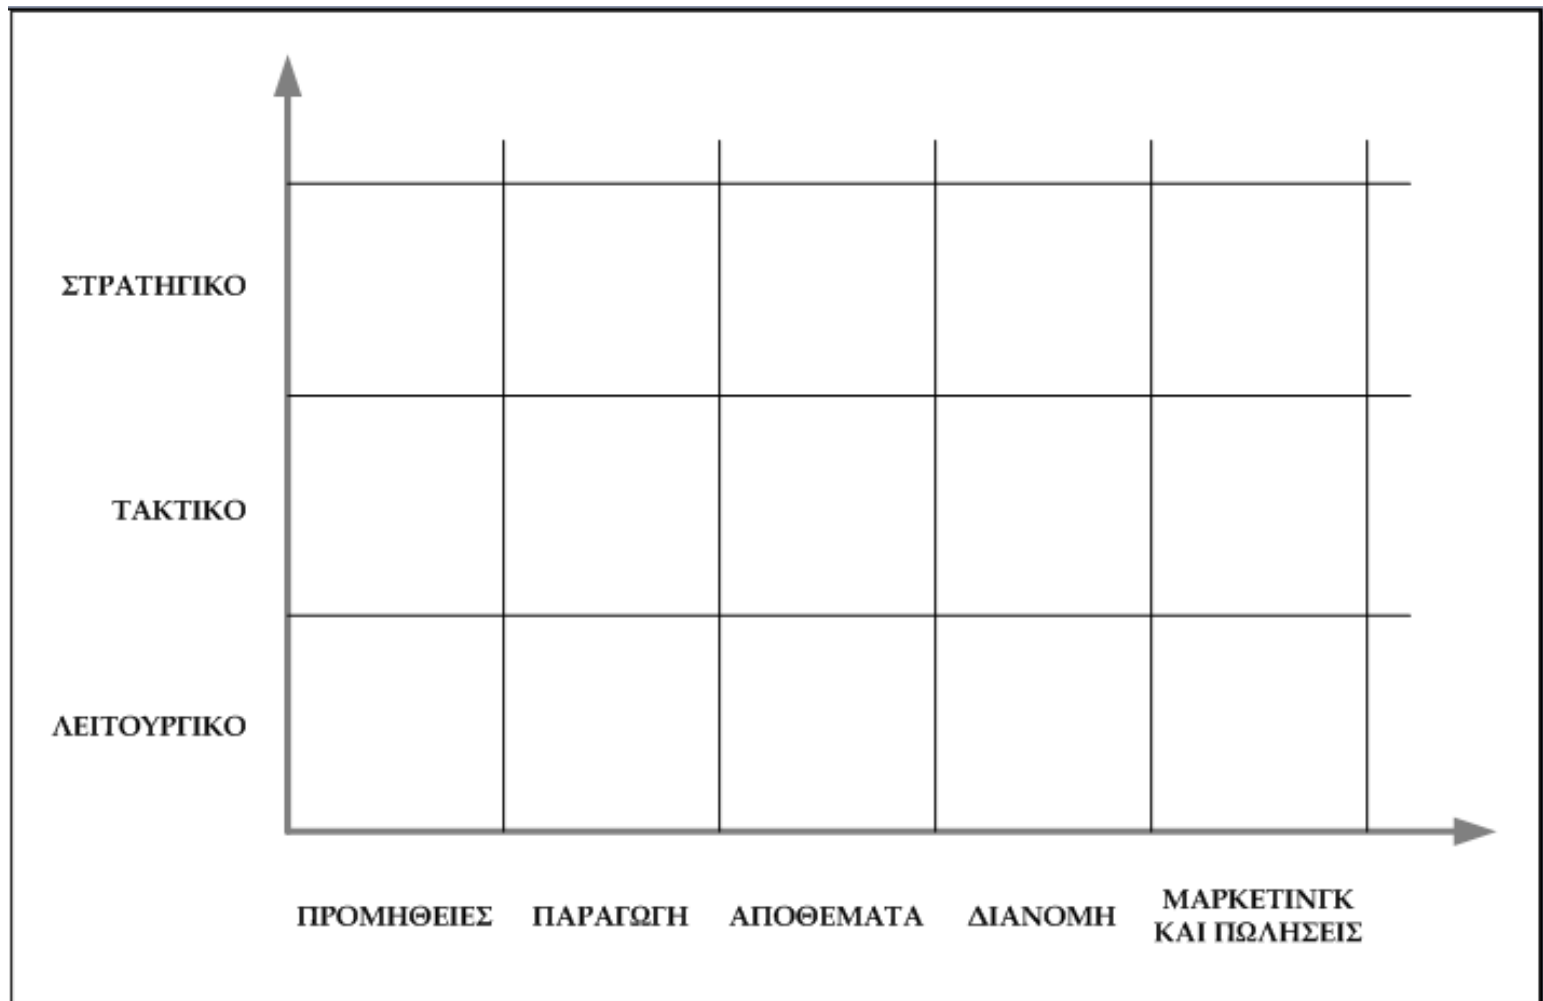 ΣΤΡΑΤΗΓΙΚΟ
ΤΑΚΤΙΚΟ
ΛΕΙΤΟΥΡΓΙΚΟ
ΠΡΟΜΗΘΕΙΕΣ
ΠΑΡΑΓΩΓΗ
ΑΠΟΘΕΜΑΤΑ
ΔΙΑΝΟΜΗ
ΜΑΡΚΕΤΙΝΓΚ
ΚΑΙ ΠΩΛΗΣΕΙΣ